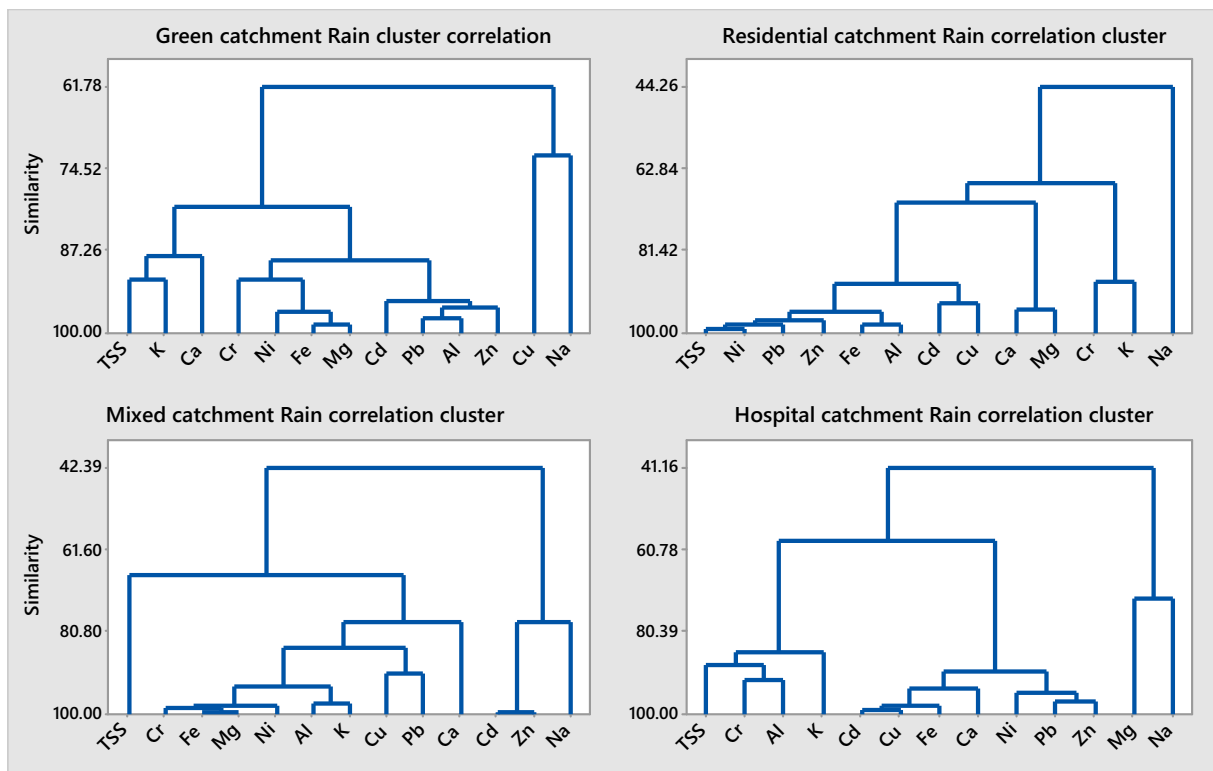 Green catchment Rain cluster correlation
61.78
74.52
87.26
100.00
Similarity
TSS K Ca Cr Ni Fe Mg Cd Pb Al Zn Cu Na
Residential catchment Rain correlation cluster
44.26
62.84
81.42
100.00
TSS Ni Pb Zn Fe Al Cd Cu Ca Mg Cr K Na
Mixed catchment Rain correlation cluster
42.39
61.60
80.80
100.00
Similarity
TSS Cr Fe Mg Ni Al K Cu Pb Ca Cd Zn Na
Hospital catchment Rain correlation cluster
41.16
60.78
80.39
100.00
TSS Cr Al K Cd Cu Fe Ca Ni Pb Zn Mg Na